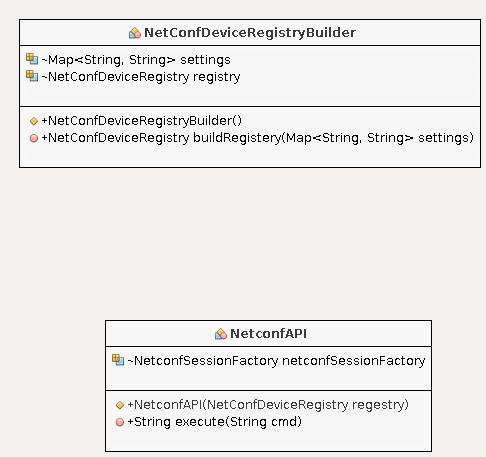 NetConfDeviceRegistryBuilder
~Map<String, String> settings
~NetConfDeviceRegistry registry
+NetConfDeviceRegistryBuilder()
+NetConfDeviceRegistry buildRegistery(Map<String, String> settings)
NetconfAPI
~NetconfSessionFactory netconfSessionFactory
+NetconfAPI(NetConfDeviceRegistry regestry)
+String execute(String cmd)